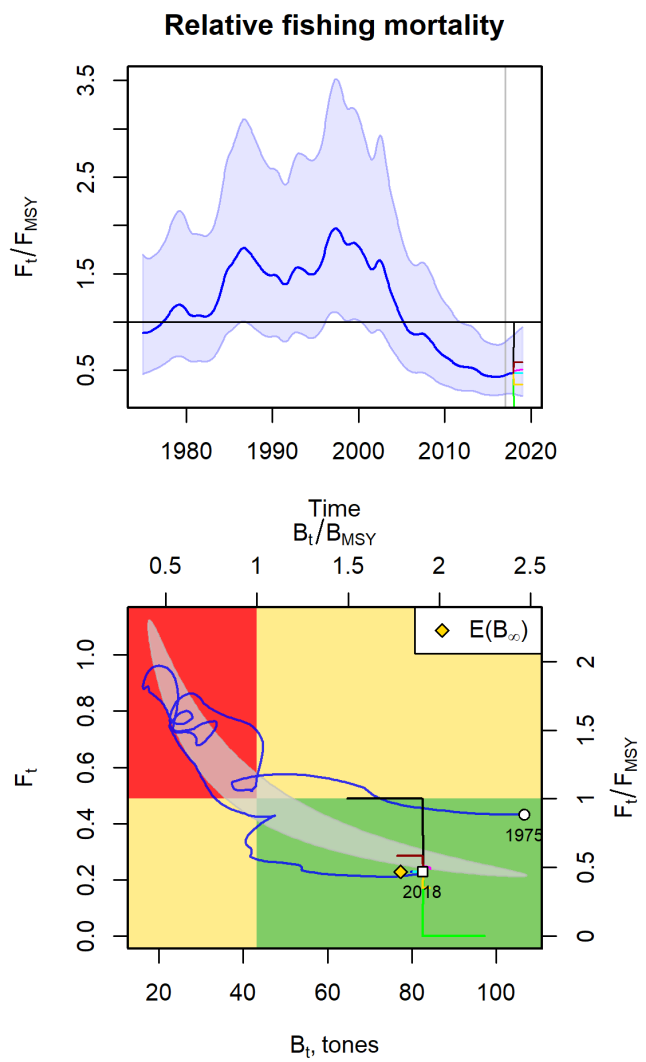 Relative fishing mortality
3.5
2.5
1.5
0.5
F_t/F_MSY
1980 1990 2000 2010 2020
Time
B_t/B_MSY
0.5 1 1.5 2 2.5
E(B_∞)
1.0
0.8
0.6
0.4
0.2
0.0
F_t
1975
2018
2
1.5
1
0.5
0
F_t/F_MSY
20 40 60 80 100
B_t, tones